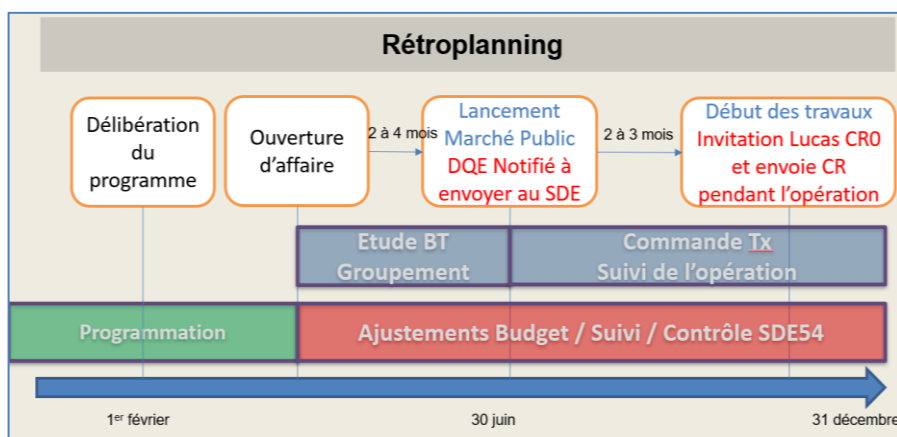 Rétroplanning
Délibération
du
programme
Ouverture
d'affaire
2 à 4 mois
Lancement
Marché Public
DQE Notifié à
envoyer au SDE
2 à 3 mois
Début des travaux
Invitation Lucas CR0
et envoie CR
pendant l'opération
Etude BT
Groupement
Commande Tx
Suivi de l'opération
Programmation
Ajustements Budget / Suivi / Contrôle SDE54
1er février
30 juin
31 décembre